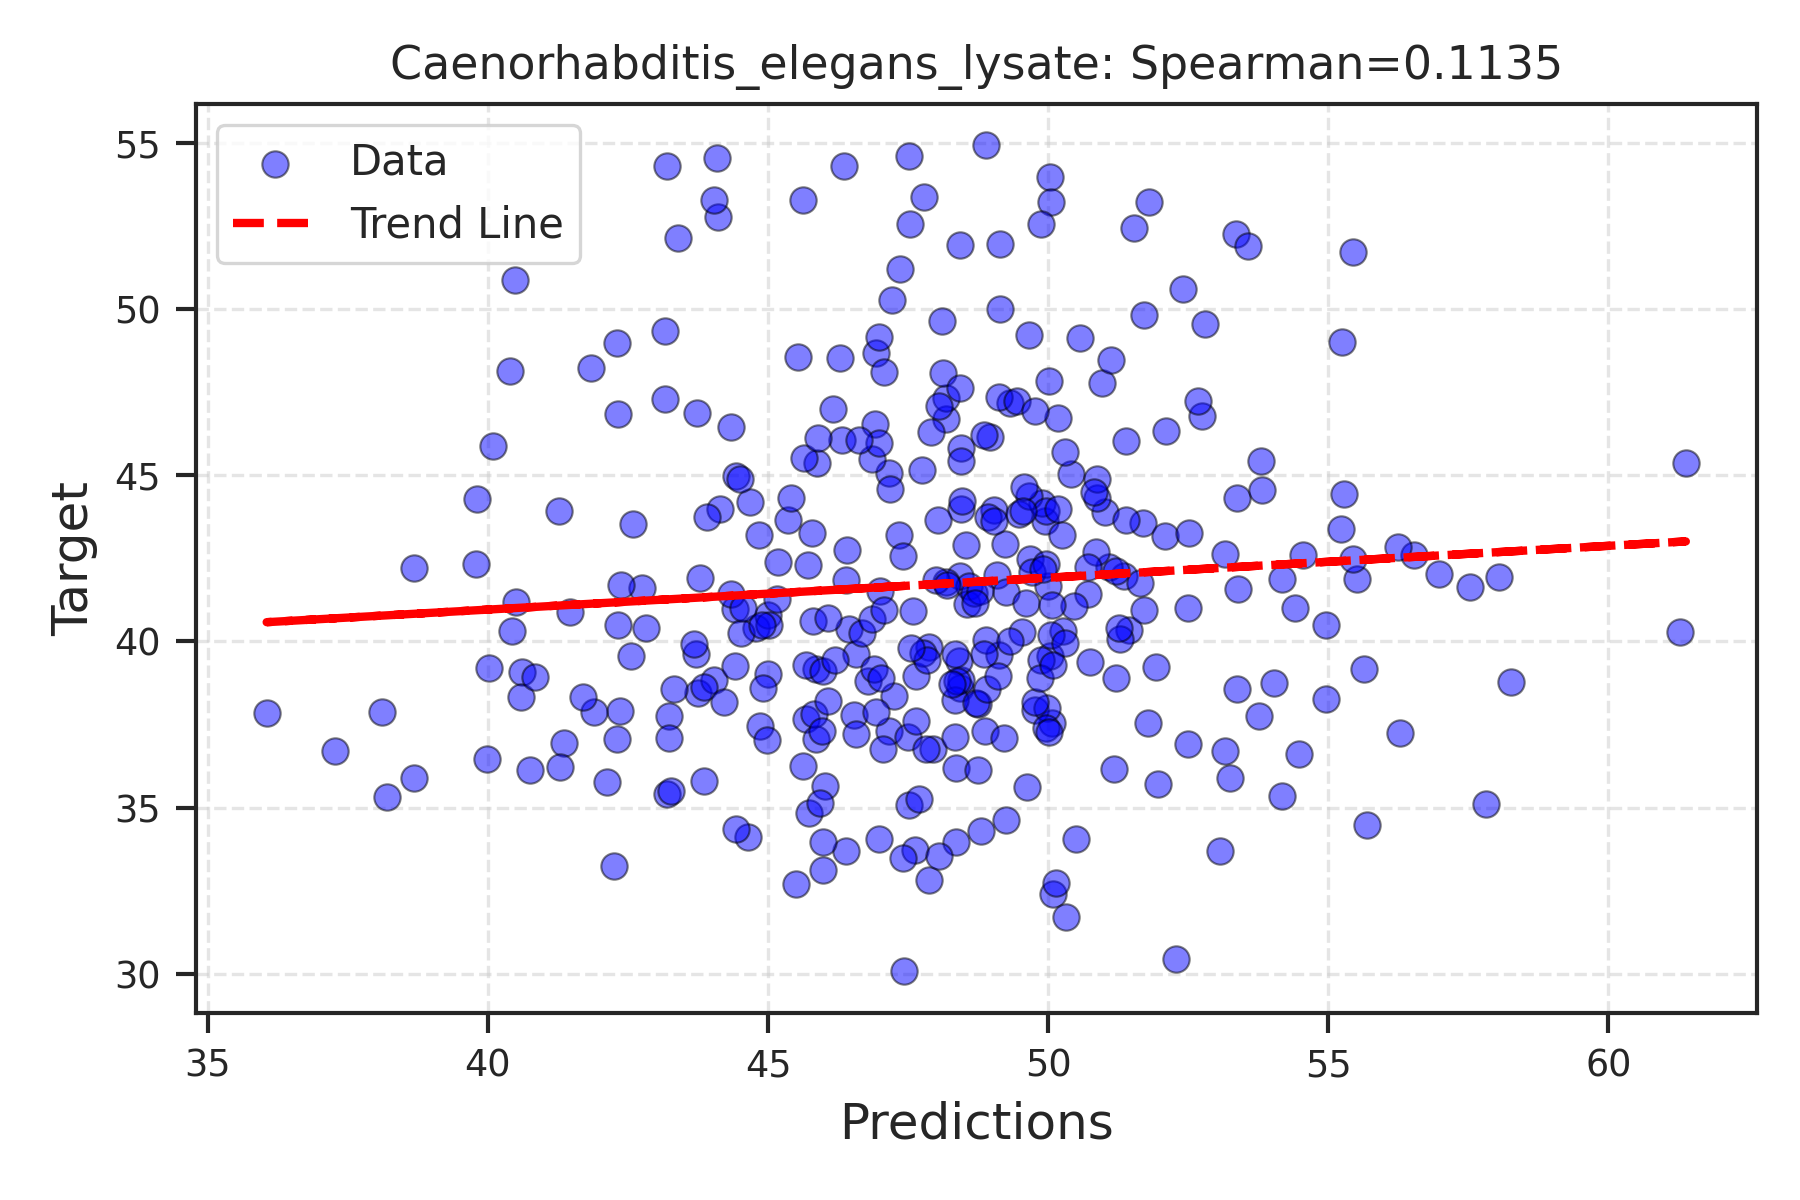 Caenorhabditis_elegans_lysate: Spearman=0.1135
Data
Trend Line
55
50
45
40
35
30
Target
35
40
45
50
55
60
Predictions